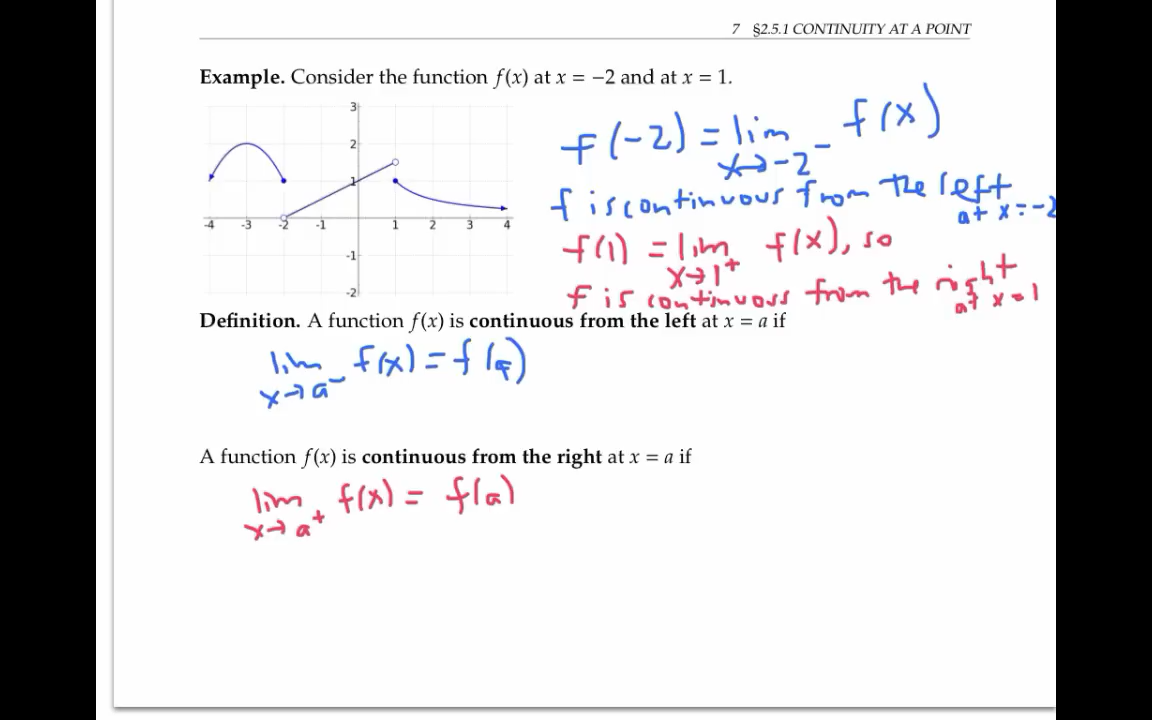 7 §2.5.1 CONTINUITY AT A POINT
Example. Consider the function f(x) at x = −2 and at x = 1.
3
2
1
-4 -3 -2 -1 1 2 3 4
-1
-2
f(-2) = lim f(x)
x→-2⁻
f is continuous from the left
at x=-2
f(1) = lim f(x), so
x→1⁺
f is continuous from the right
at x=1
Definition. A function f(x) is continuous from the left at x = a if
lim f(x) = f(a)
x→a⁻
A function f(x) is continuous from the right at x = a if
lim f(x) = f(a)
x→a⁺